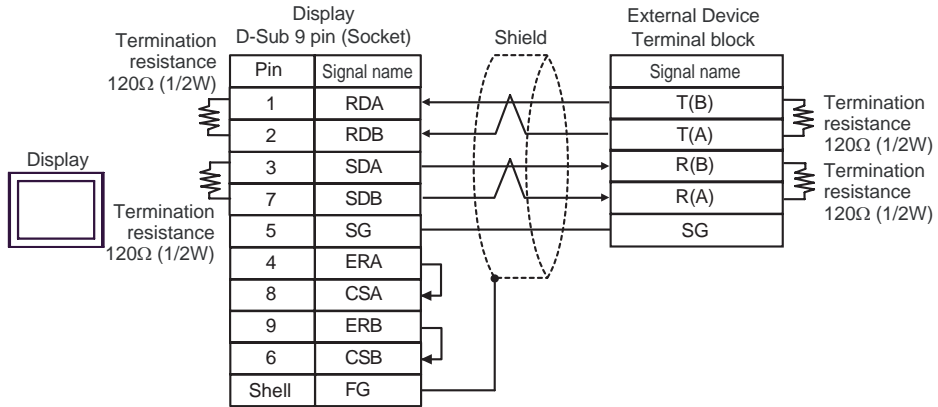 Display
D-Sub 9 pin (Socket)
Shield
External Device
Terminal block
Termination
resistance
120Ω (1/2W)
Pin Signal name
Signal name
1 RDA T(B)
2 RDB T(A)
3 SDA R(B)
7 SDB R(A)
5 SG SG
4 ERA
8 CSA
9 ERB
6 CSB
Shell FG
Termination
resistance
120Ω (1/2W)
Termination
resistance
120Ω (1/2W)
Display
Termination
resistance
120Ω (1/2W)